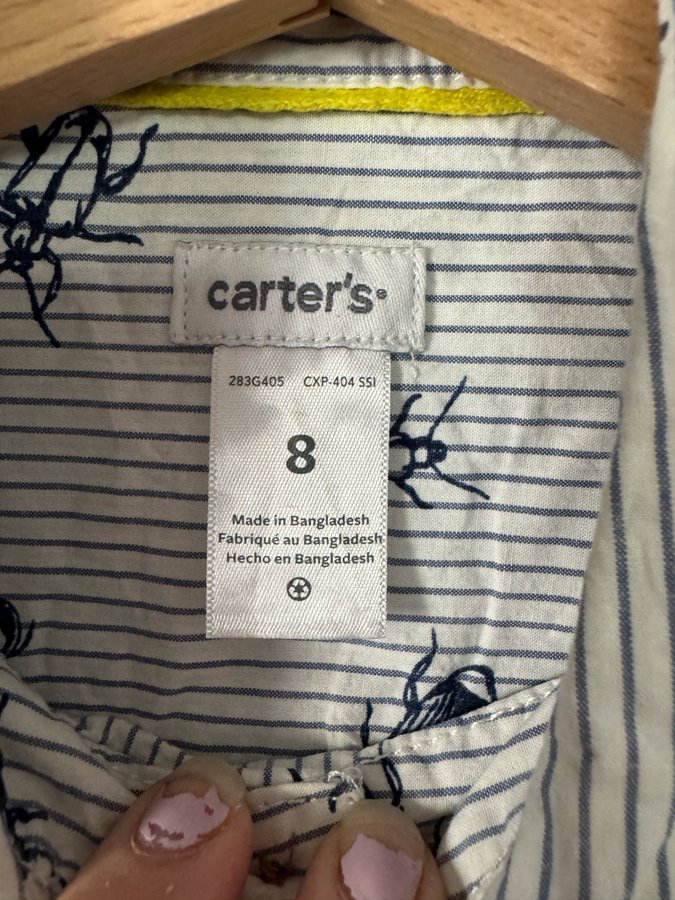 carter's®
283G405 CXP-404 SSI
8
Made in Bangladesh
Fabriqué au Bangladesh
Hecho en Bangladesh